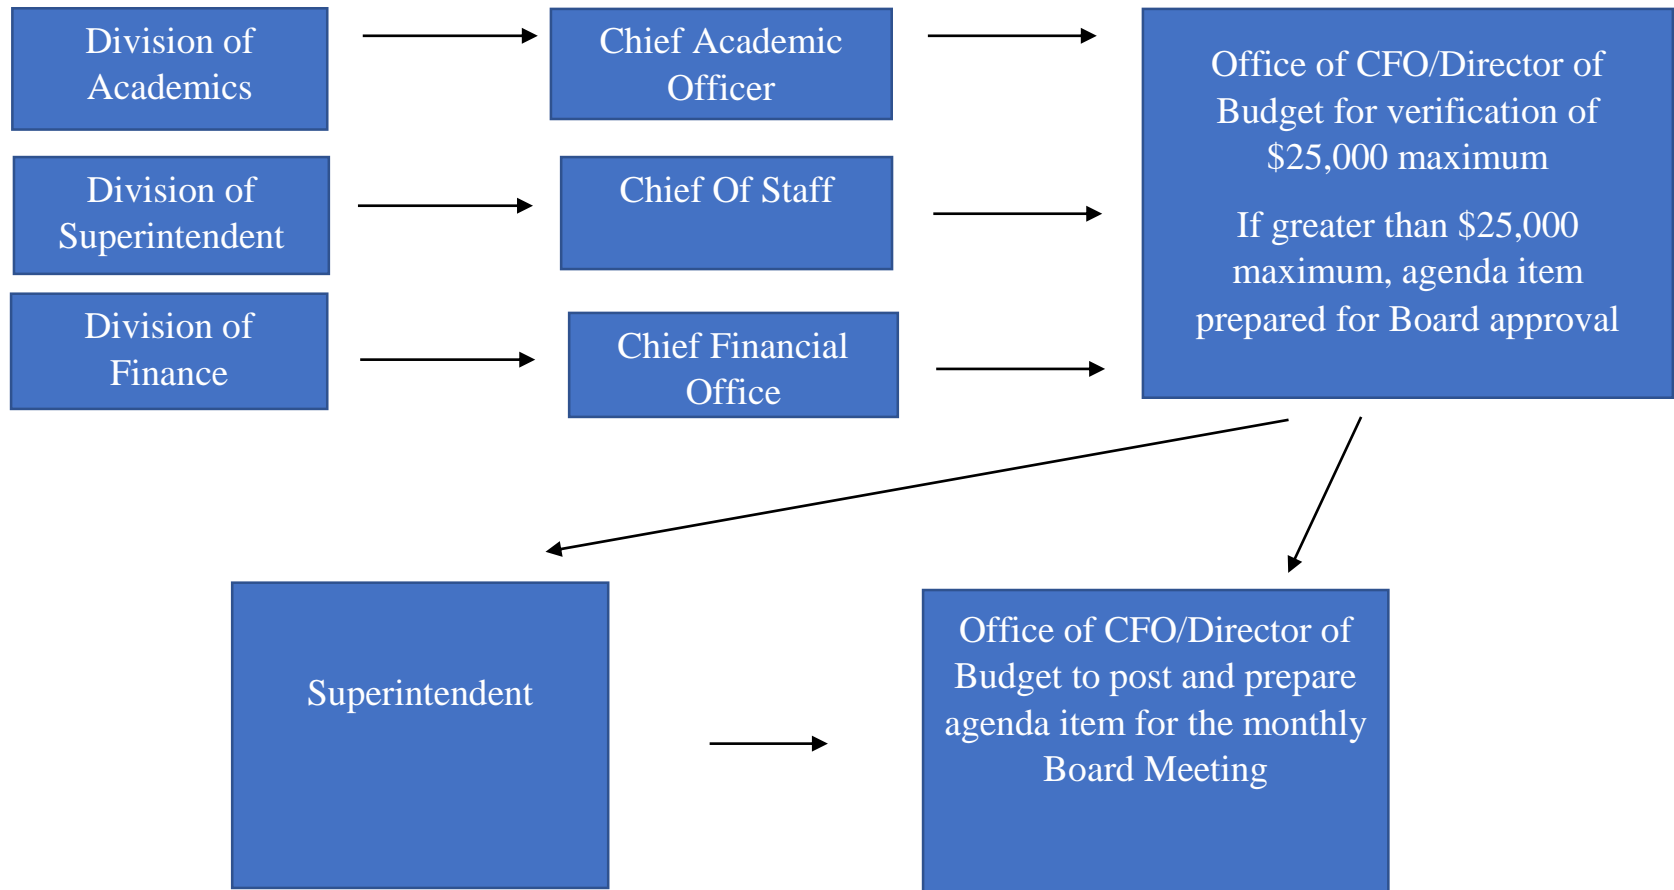 Division of
Academics
Chief Academic
Officer
Office of CFO/Director of
Budget for verification of
$25,000 maximum
If greater than $25,000
maximum, agenda item
prepared for Board approval
Division of
Superintendent
Chief Of Staff
Division of
Finance
Chief Financial
Office
Superintendent
Office of CFO/Director of
Budget to post and prepare
agenda item for the monthly
Board Meeting